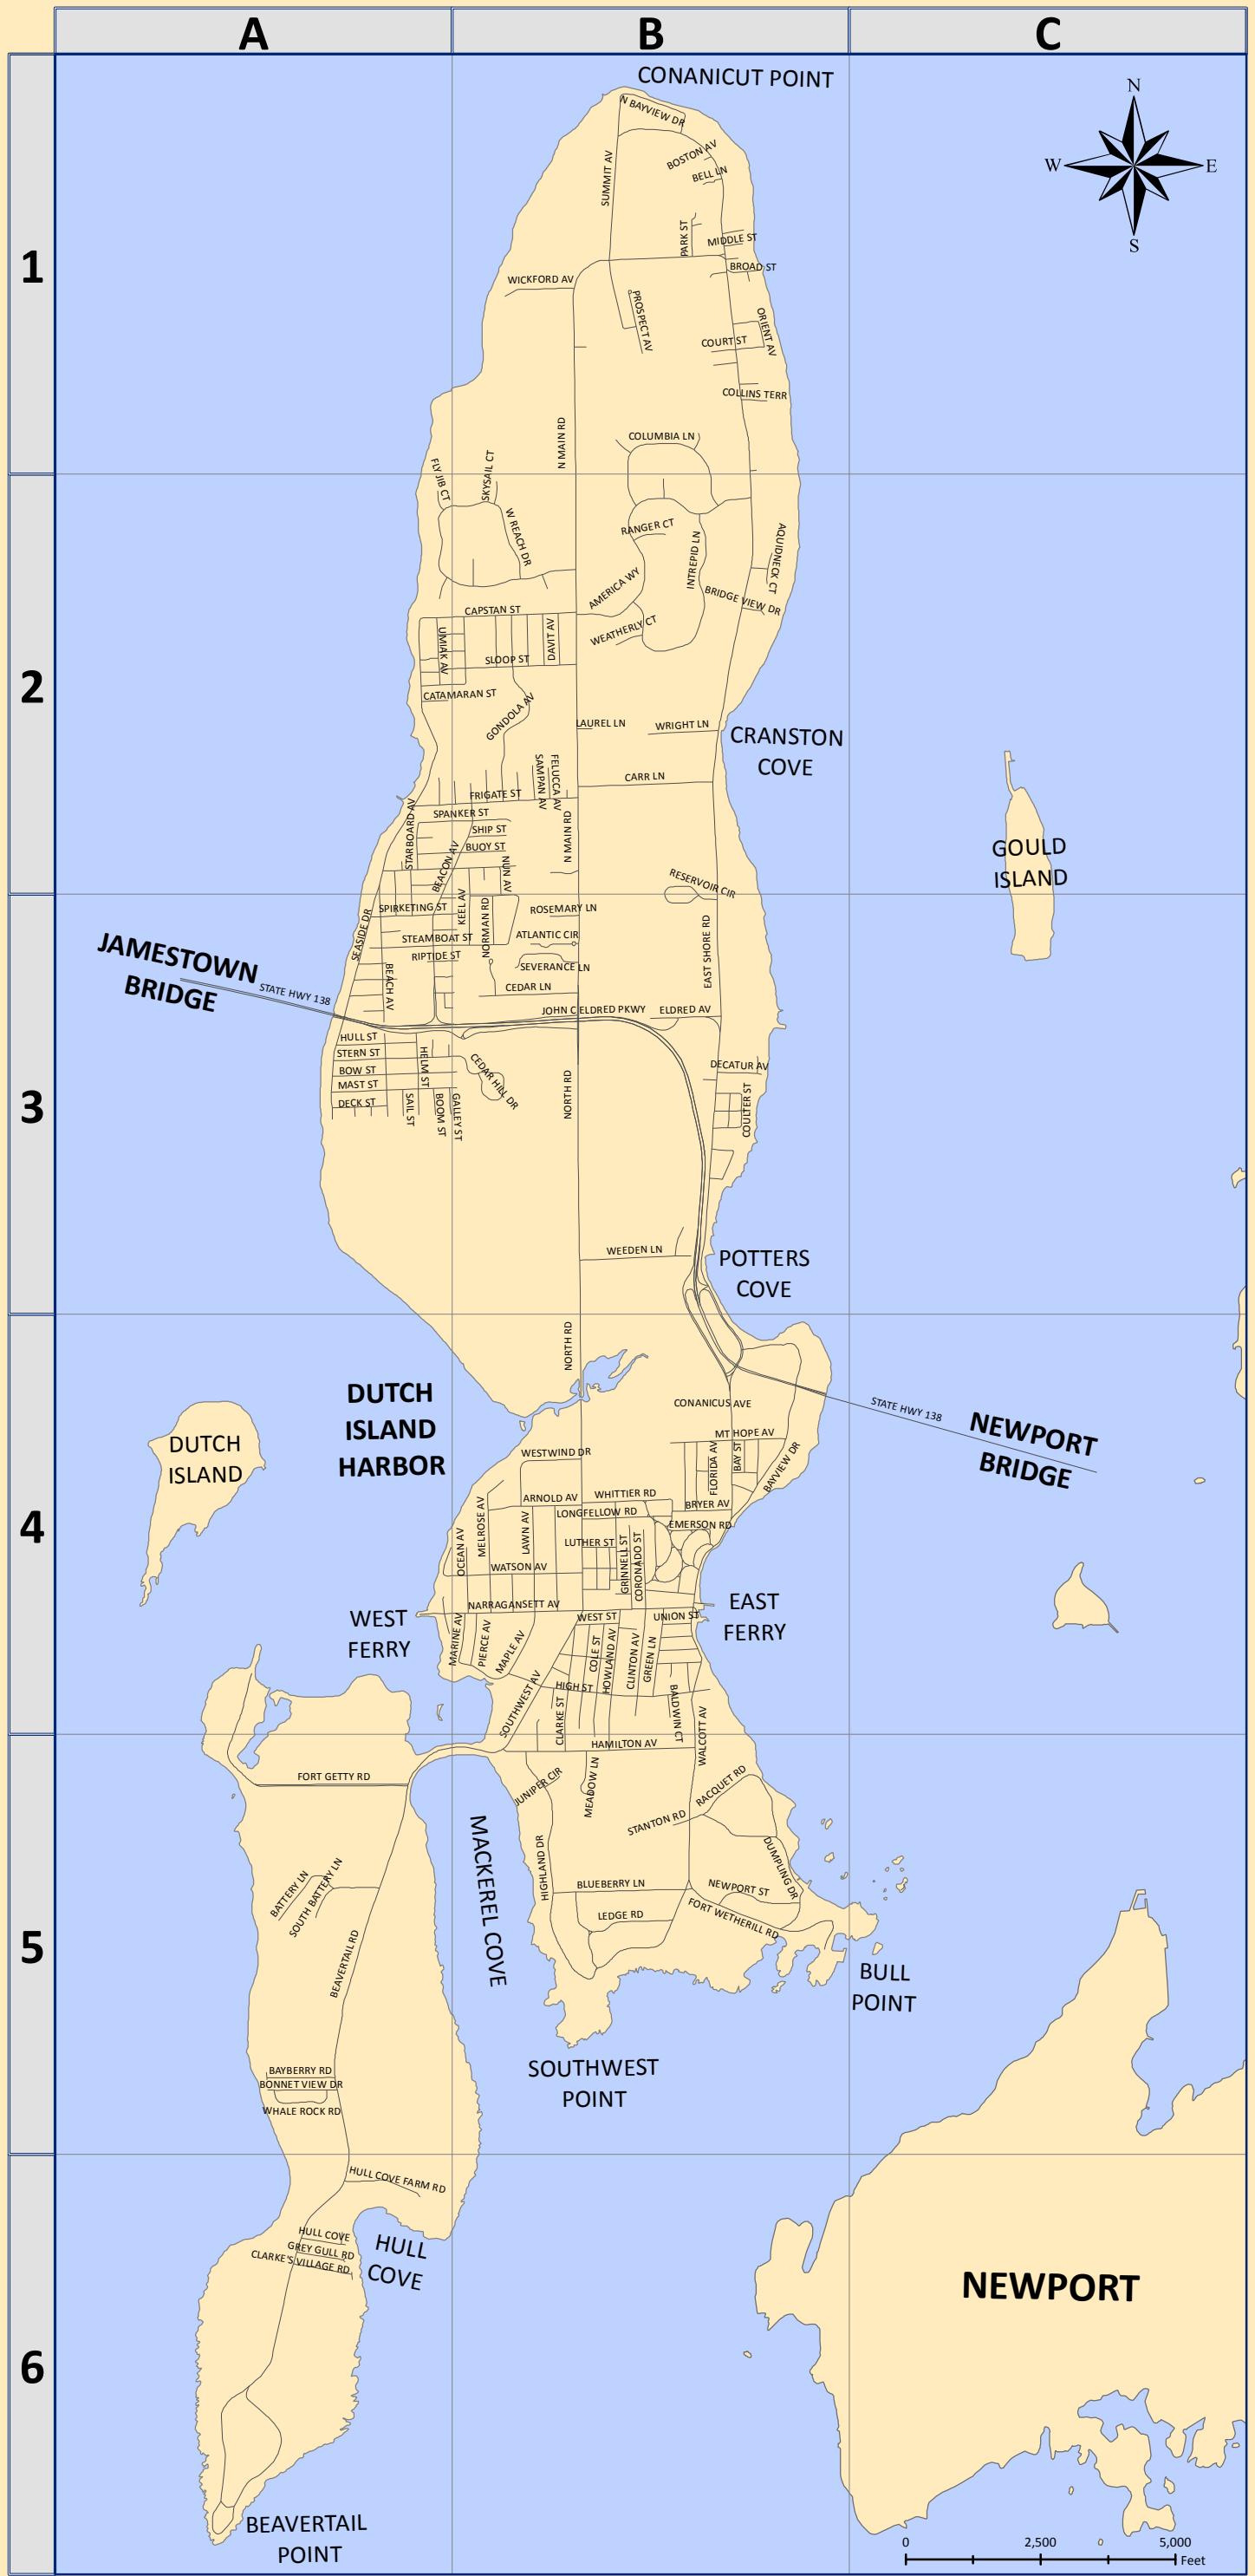 A
B
C
CONANICUT POINT
N
W
E
S
N BAYVIEW DR
BOSTON AV
BELL LN
SUMMIT AV
PARK ST
MIDDLE ST
BROAD ST
1
WICKFORD AV
PROSPECT AV
ORIENT AV
COURT ST
COLLINS TERR
N MAIN RD
COLUMBIA LN
FLY JIB CT
SKYSAIL CT
W REACH DR
RANGER CT
INTREPID LN
AQUIDNECK CT
AMERICA WY
BRIDGE VIEW DR
CAPSTAN ST
WEATHERLY CT
UMIAK AV
DAVIT AV
SLOOP ST
2
CATAMARAN ST
GONDOLA AV
LAUREL LN
WRIGHT LN
CRANSTON
COVE
SAMPAN AV
FELUCCA AV
CARR LN
FRIGATE ST
STARBOARD AV
SPANKER ST
SHIP ST
N MAIN RD
BUOY ST
BEACON AV
NUN AV
GOULD
ISLAND
RESERVOIR CIR
SPIRKETING ST
KEEL AV
ROSEMARY LN
SEASIDE DR
NORMAN RD
STEAMBOAT ST
ATLANTIC CIR
EAST SHORE RD
RIPTIDE ST
SEVERANCE LN
JAMESTOWN
BRIDGE
STATE HWY 138
BEACH AV
CEDAR LN
JOHN C ELDRED PKWY
ELDRED AV
HULL ST
STERN ST
HELM ST
CEDAR HILL DR
BOW ST
MAST ST
DECK ST
SAIL ST
BOOM ST
GALLEY ST
NORTH RD
DECATUR AV
COULTER ST
3
WEEDEN LN
POTTERS
COVE
NORTH RD
DUTCH
ISLAND
HARBOR
DUTCH
ISLAND
CONANICUS AVE
STATE HWY 138
NEWPORT
BRIDGE
MT HOPE AV
WESTWIND DR
FLORIDA AV
BAY ST
BAYVIEW DR
4
ARNOLD AV
WHITTIER RD
BRYER AV
LONGFELLOW RD
EMERSON RD
MELROSE AV
LAWN AV
OCEAN AV
LUTHER ST
GRINNELL ST
CORONADO ST
WATSON AV
NARRAGANSETT AV
WEST
FERRY
EAST
FERRY
WEST ST
UNION ST
MARINE AV
PIERCE AV
MAPLE AV
COLE ST
HOWLAND AV
CLINTON AV
GREEN LN
HIGH ST
SOUTHWEST AV
CLARKE ST
BALDWIN CT
WALCOTT AV
HAMILTON AV
FORT GETTY RD
JUNIPER CIR
MEADOW LN
RACQUET RD
STANTON RD
MACKEREL COVE
HIGHLAND DR
DUMPLING DR
BATTERY LN
SOUTH BATTERY LN
BLUEBERRY LN
NEWPORT ST
LEDGE RD
FORT WETHERILL RD
5
BEAVERTAIL RD
BULL
POINT
BAYBERRY RD
BONNET VIEW DR
WHALE ROCK RD
SOUTHWEST
POINT
HULL COVE FARM RD
HULL COVE
GREY GULL RD
CLARKE'S VILLAGE RD
HULL
COVE
NEWPORT
6
BEAVERTAIL
POINT
0
2,500
5,000
Feet